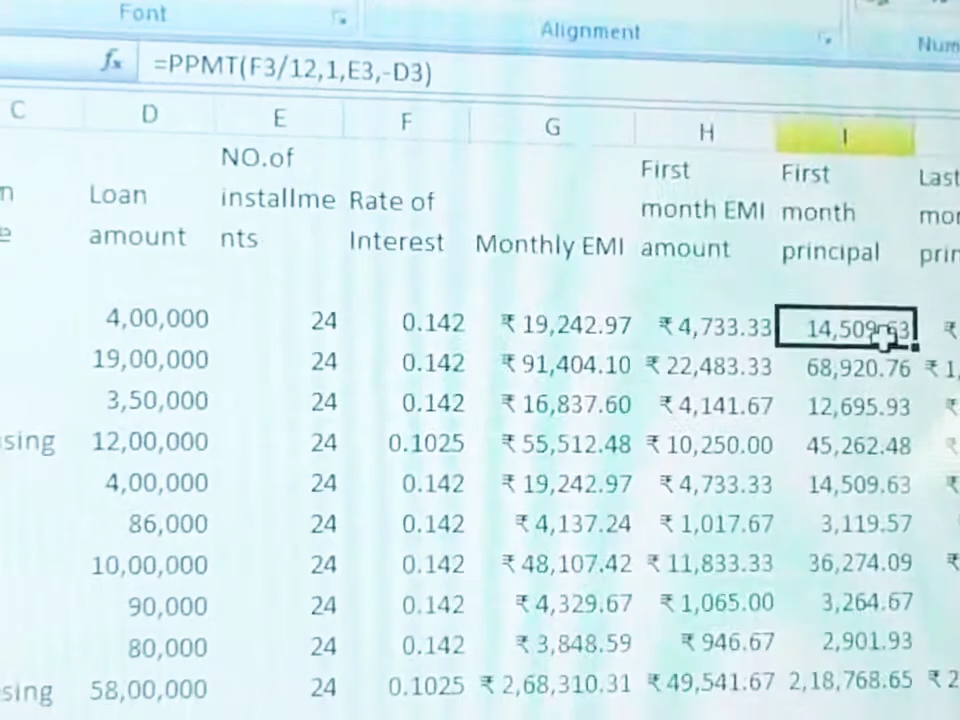 Font
Alignment
Num
fx =PPMT(F3/12,1,E3,-D3)
C D E F G H I
Loan amount NO.of installme nts Rate of Interest Monthly EMI First month EMI amount First month principal Last
4,00,000 24 0.142 ₹ 19,242.97 ₹ 4,733.33 14,509.63 ₹
19,00,000 24 0.142 ₹ 91,404.10 ₹ 22,483.33 68,920.76 ₹ 1,
3,50,000 24 0.142 ₹ 16,837.60 ₹ 4,141.67 12,695.93 ₹
sing 12,00,000 24 0.1025 ₹ 55,512.48 ₹ 10,250.00 45,262.48 ₹
4,00,000 24 0.142 ₹ 19,242.97 ₹ 4,733.33 14,509.63 ₹
86,000 24 0.142 ₹ 4,137.24 ₹ 1,017.67 3,119.57
10,00,000 24 0.142 ₹ 48,107.42 ₹ 11,833.33 36,274.09 ₹
90,000 24 0.142 ₹ 4,329.67 ₹ 1,065.00 3,264.67
80,000 24 0.142 ₹ 3,848.59 ₹ 946.67 2,901.93
sing 58,00,000 24 0.1025 ₹ 2,68,310.31 ₹ 49,541.67 2,18,768.65 ₹ 2